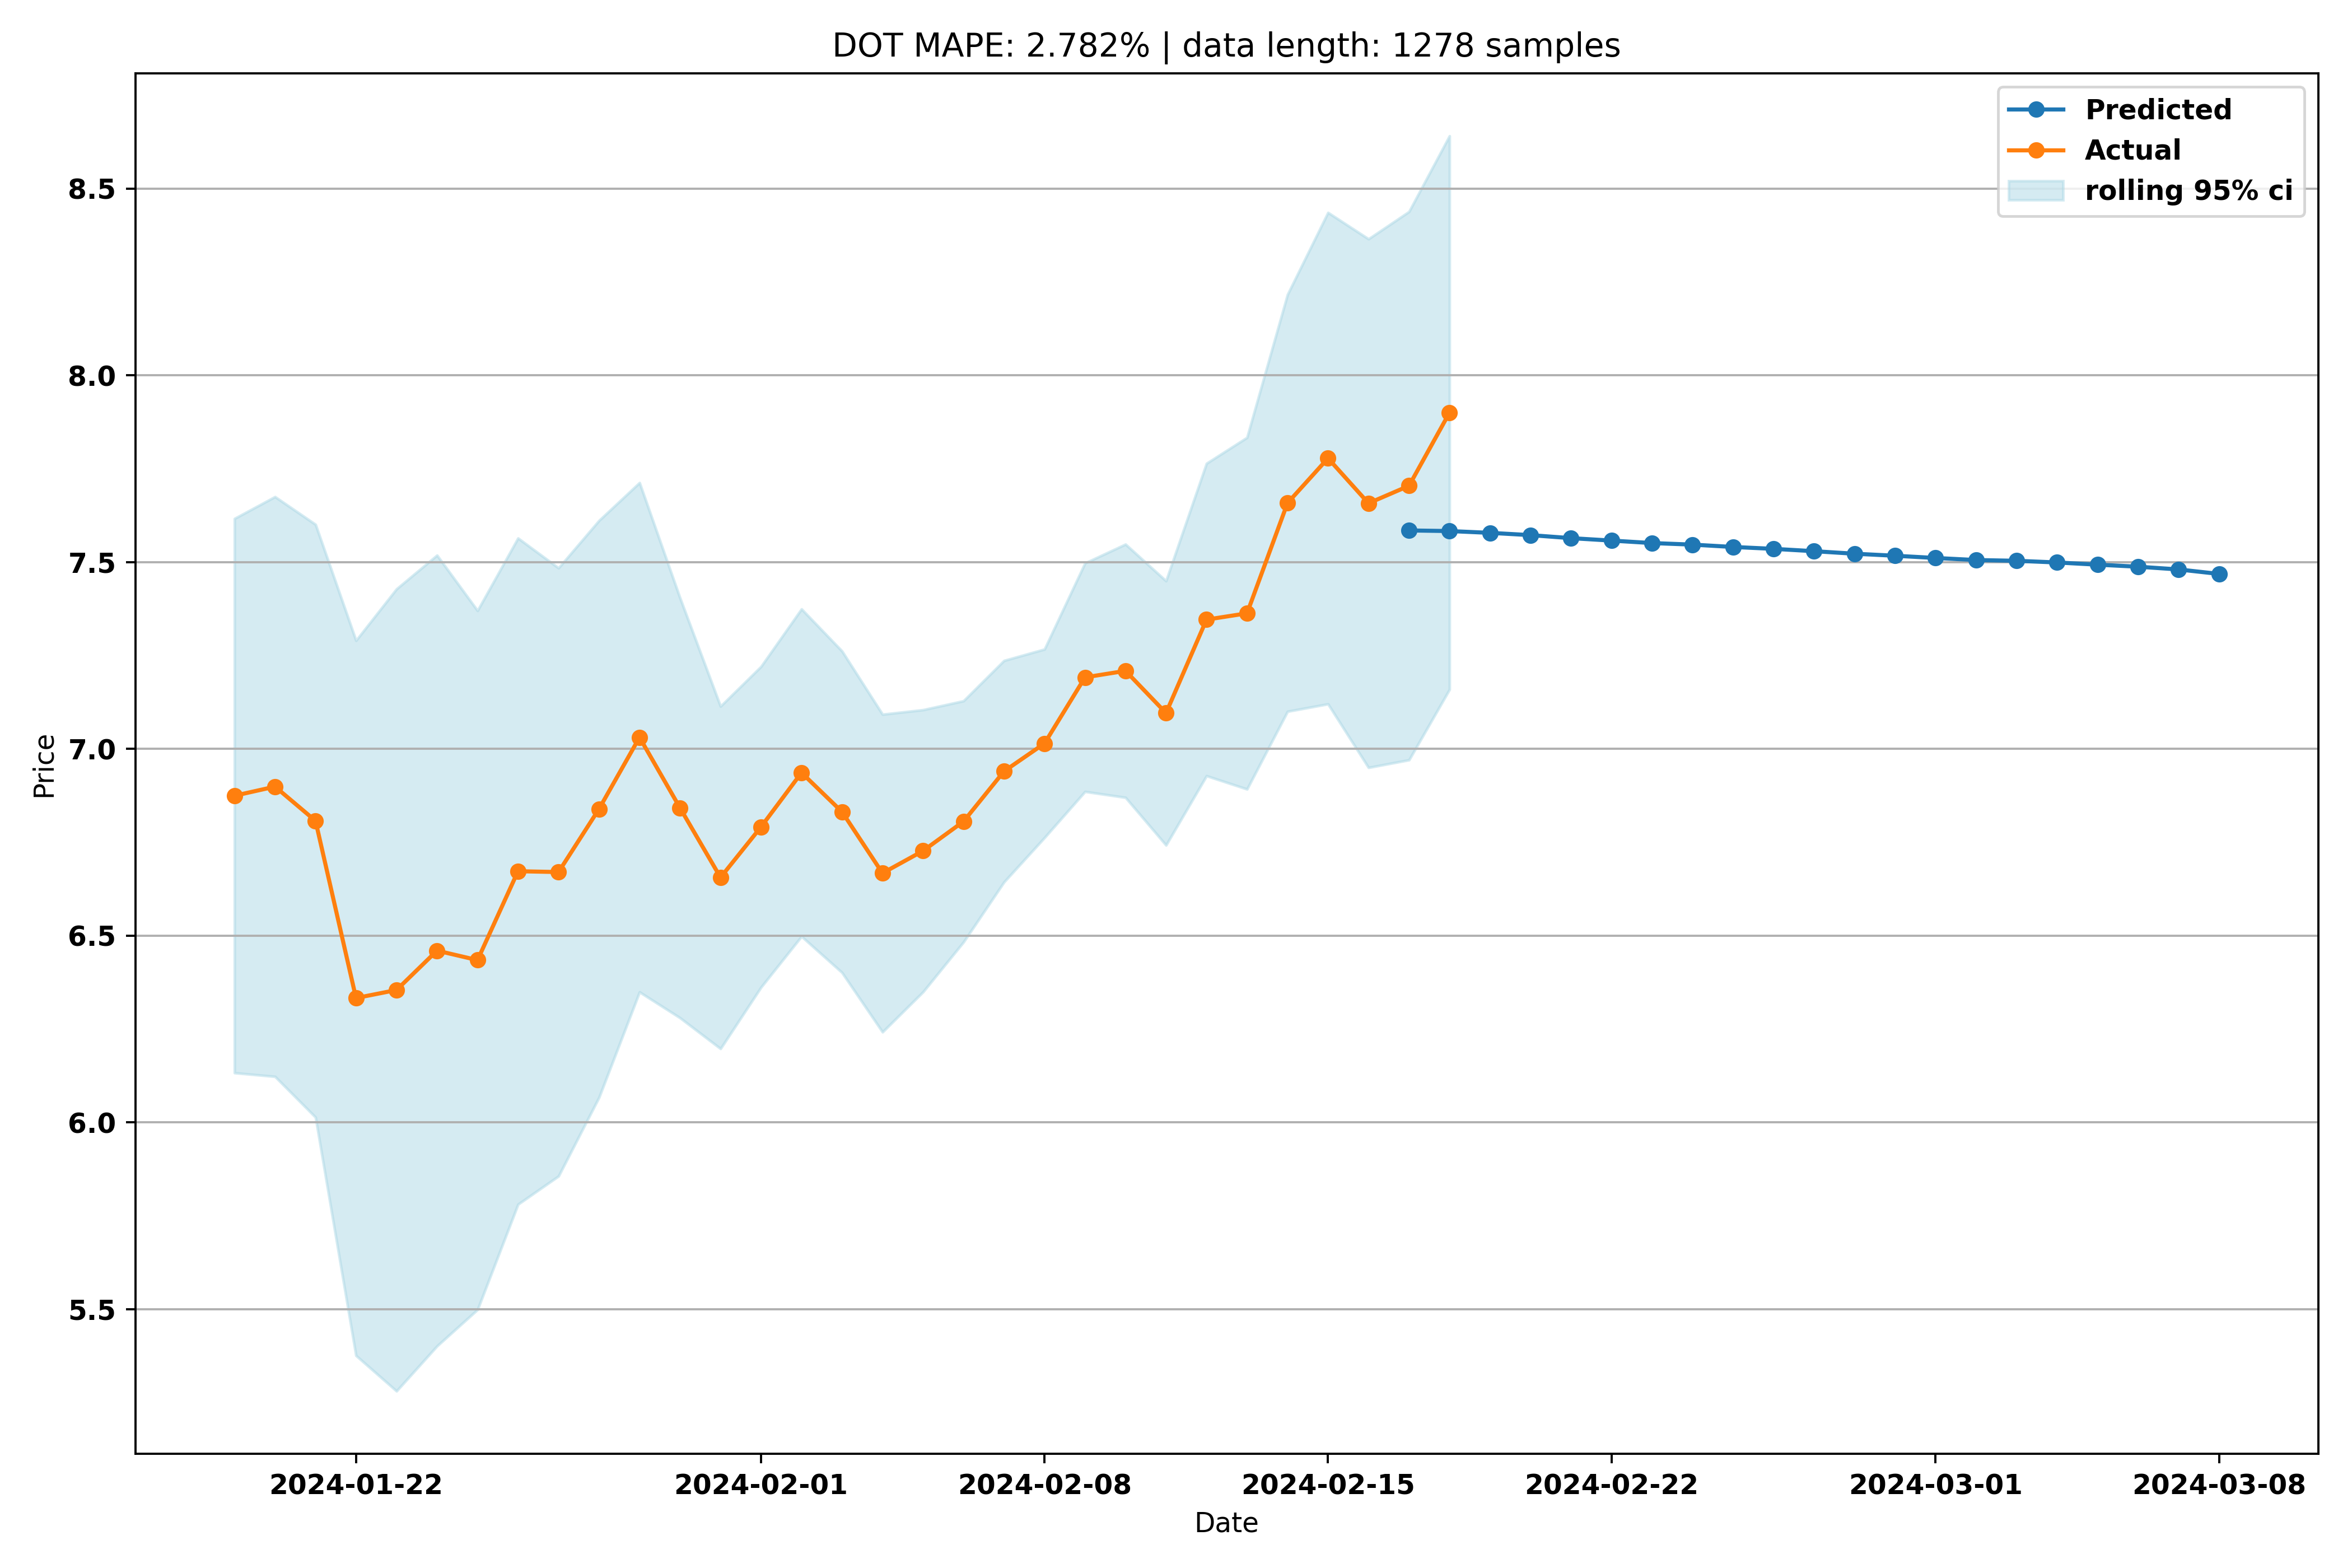 DOT MAPE: 2.782% | data length: 1278 samples
Predicted
Actual
rolling 95% ci
8.5
8.0
7.5
7.0
6.5
6.0
5.5
Price
2024-01-22 2024-02-01 2024-02-08 2024-02-15 2024-02-22 2024-03-01 2024-03-08
Date